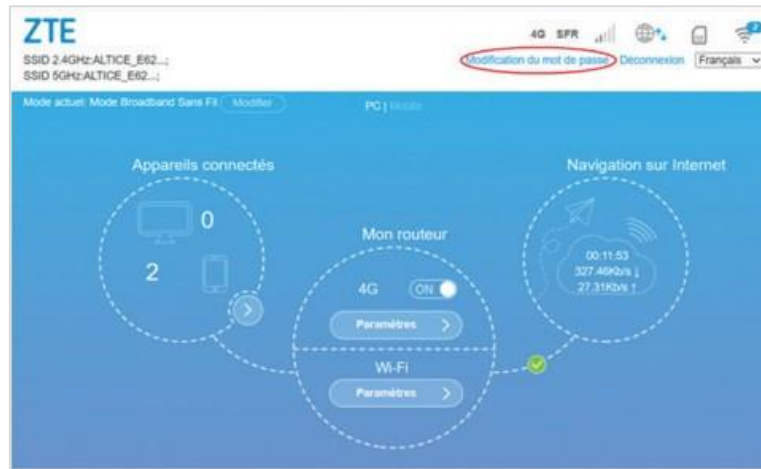 ZTE
4G SFR
2
SSID 2.4GHz:ALTICE_E62...;
SSID 5GHz:ALTICE_E62...;
Modification du mot de passe Déconnexion Français
Mode actuel: Mode Broadband Sans Fil Modifier
PC | Mobile
Appareils connectés
Navigation sur Internet
0
2
Mon routeur
4G ON
Paramètres
Wi-Fi
Paramètres
00:11:53
327.46Kb/s ↓
27.31Kb/s ↑